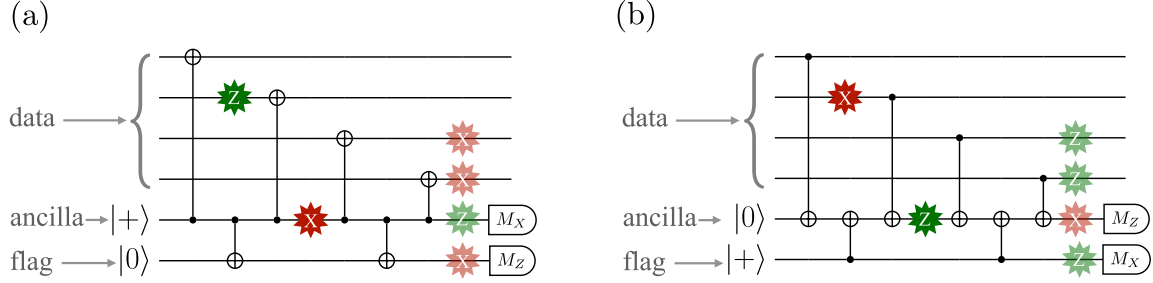 (a)
(b)
Z
X
data
data
X
Z
X
Z
ancilla |+⟩ X Z M_X
ancilla |0⟩ Z X M_Z
flag |0⟩ X M_Z
flag |+⟩ Z M_X